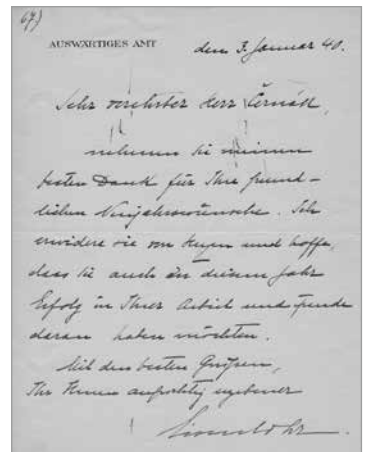 67)
AUSWÄRTIGES AMT
den 3. Januar 40.
Sehr verehrter Herr Černák,
nehmen Sie meinen
besten Dank für Ihre freund-
lichen Neujahrswünsche. Ich
erwidere sie von Herzen und hoffe,
dass Sie auch in diesem Jahr
Erfolg in Ihrer Arbeit und Freude
daran haben möchten.
Mit den besten Grüßen,
Ihr Ihnen aufrichtig ergebener